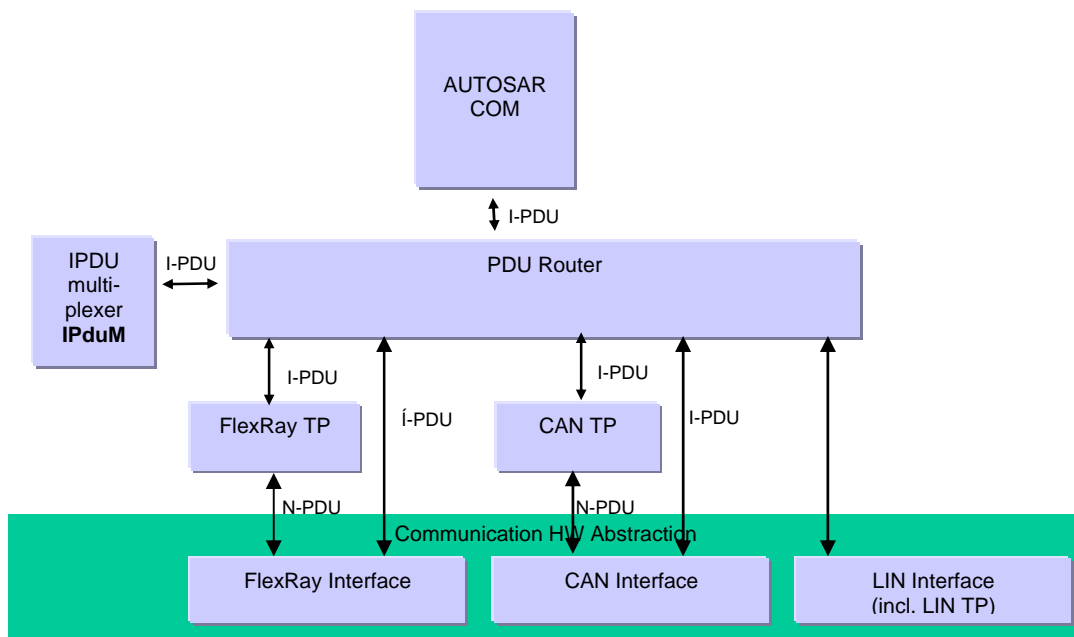 AUTOSAR
COM
I-PDU
IPDU
multi-
plexer
IPduM
I-PDU
PDU Router
I-PDU
Í-PDU
I-PDU
I-PDU
FlexRay TP
CAN TP
N-PDU
N-PDU
Communication HW Abstraction
FlexRay Interface
CAN Interface
LIN Interface
(incl. LIN TP)